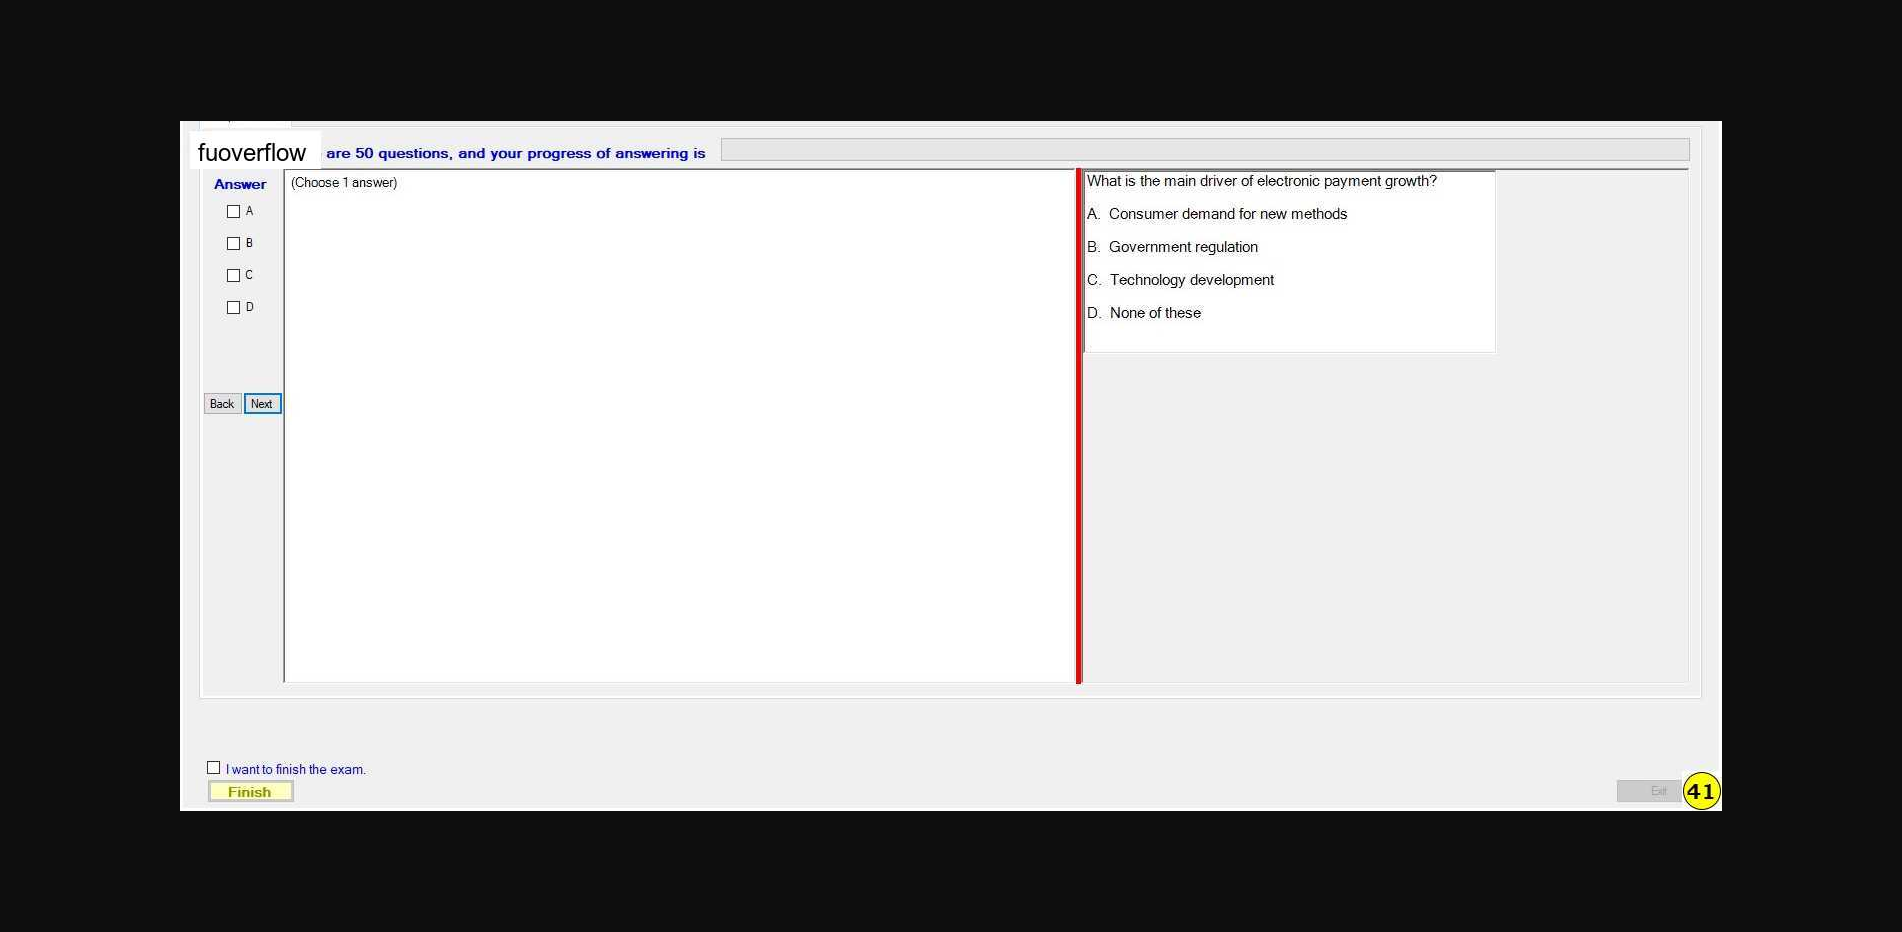 fuoverflow are 50 questions, and your progress of answering is
Answer
A
B
C
D
Back Next
(Choose 1 answer)
What is the main driver of electronic payment growth?
A. Consumer demand for new methods
B. Government regulation
C. Technology development
D. None of these
I want to finish the exam.
Finish
Exit
41